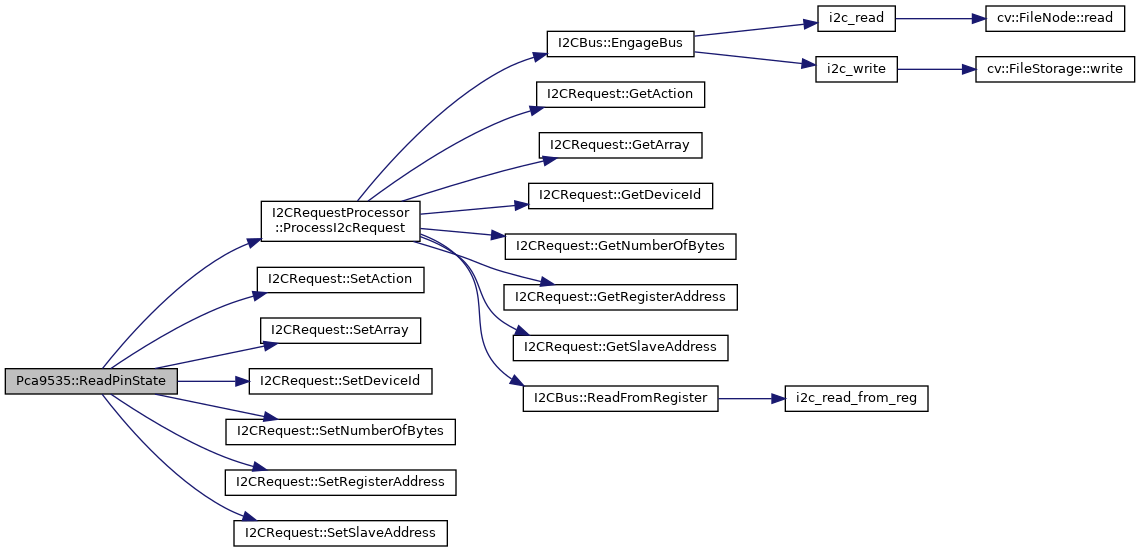 i2c_read
cv::FileNode::read
I2CBus::EngageBus
i2c_write
cv::FileStorage::write
I2CRequest::GetAction
I2CRequest::GetArray
I2CRequest::GetDeviceId
I2CRequestProcessor
::ProcessI2cRequest
I2CRequest::GetNumberOfBytes
I2CRequest::SetAction
I2CRequest::GetRegisterAddress
I2CRequest::SetArray
I2CRequest::GetSlaveAddress
Pca9535::ReadPinState
I2CRequest::SetDeviceId
I2CBus::ReadFromRegister
i2c_read_from_reg
I2CRequest::SetNumberOfBytes
I2CRequest::SetRegisterAddress
I2CRequest::SetSlaveAddress